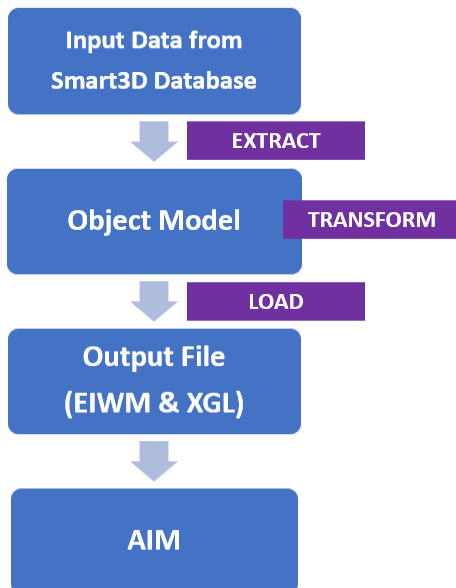 Input Data from
Smart3D Database
EXTRACT
Object Model
TRANSFORM
LOAD
Output File
(EIWM & XGL)
AIM